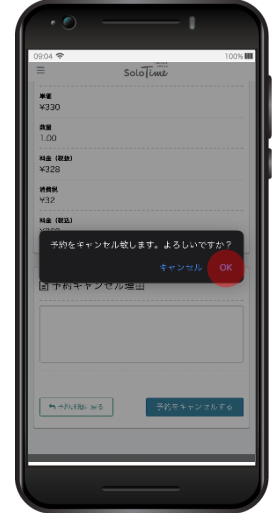 09:04 100%
SoloTime
単価
¥330
数量
1.00
料金（税抜）
¥328
消費税
¥32
料金（税込）
予約をキャンセル致します。よろしいですか？
キャンセル OK
予約キャンセル理由
戻る 予約をキャンセルする